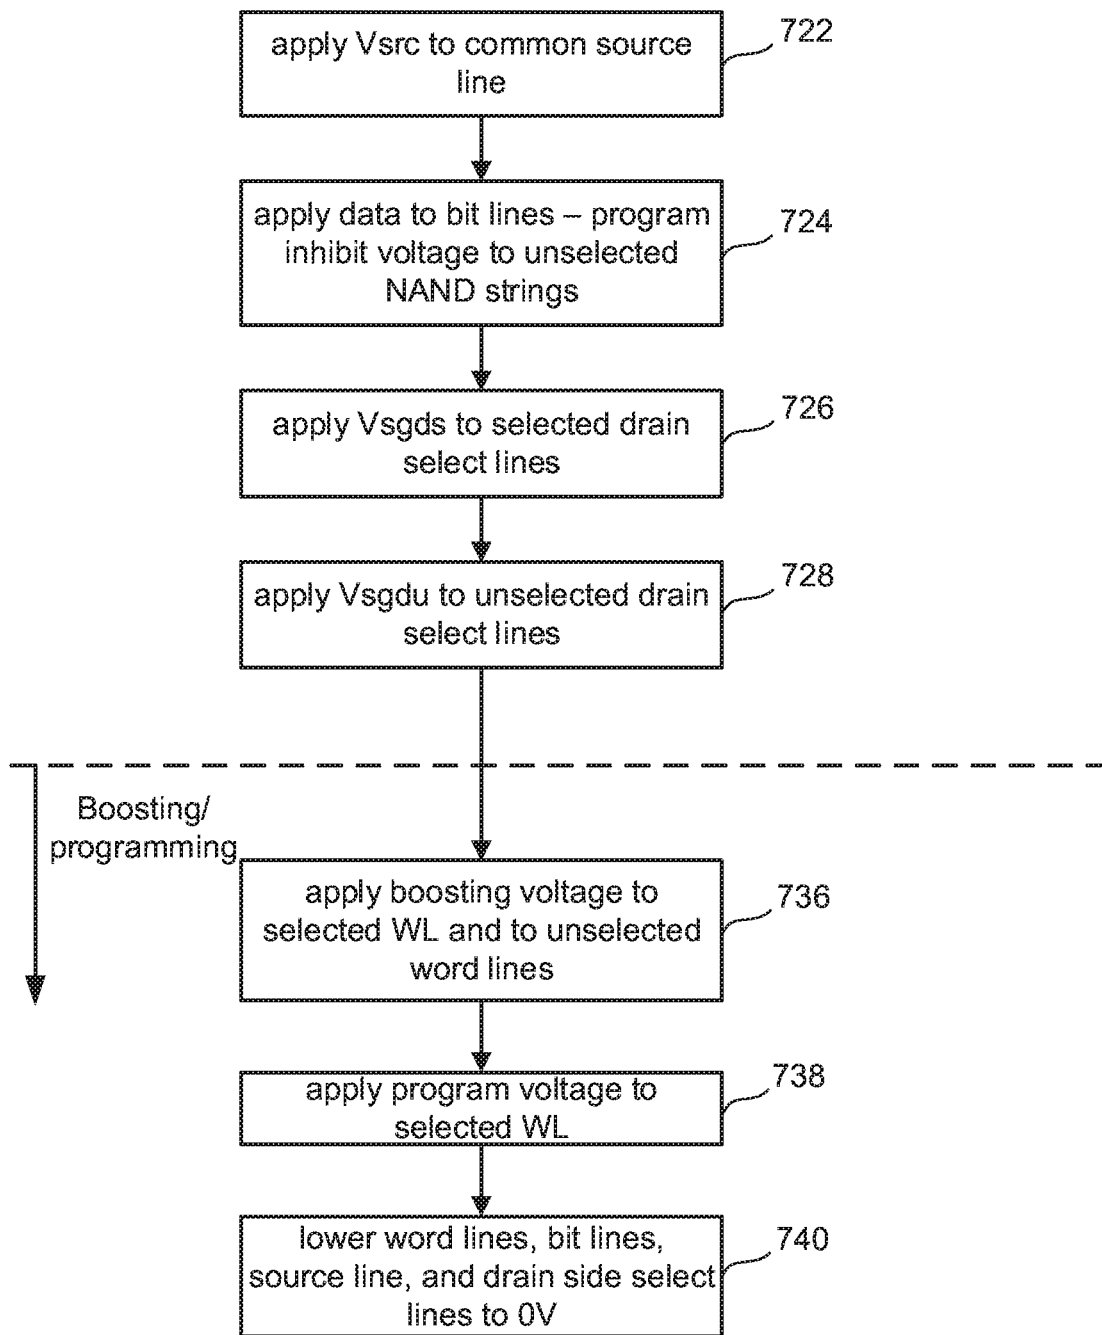 apply Vsrc to common source
line
722
apply data to bit lines – program
inhibit voltage to unselected
NAND strings
724
apply Vsgds to selected drain
select lines
726
apply Vsgdu to unselected drain
select lines
728
Boosting/
programming
apply boosting voltage to
selected WL and to unselected
word lines
736
apply program voltage to
selected WL
738
lower word lines, bit lines,
source line, and drain side select
lines to 0V
740